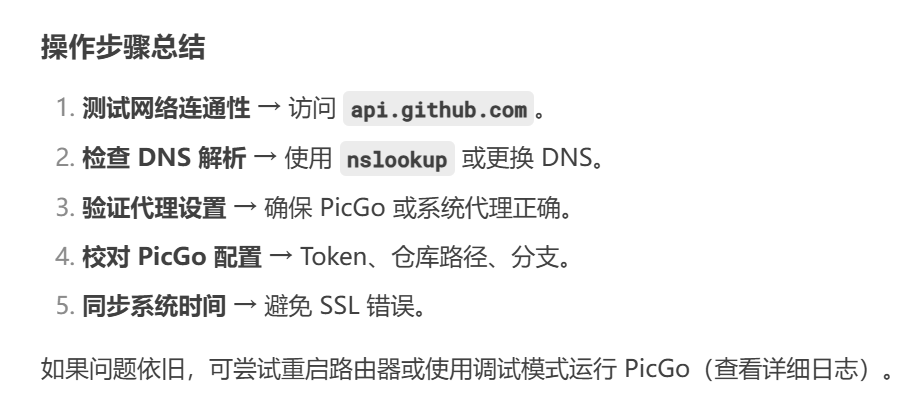 操作步骤总结
1. 测试网络连通性 → 访问 api.github.com。
2. 检查 DNS 解析 → 使用 nslookup 或更换 DNS。
3. 验证代理设置 → 确保 PicGo 或系统代理正确。
4. 校对 PicGo 配置 → Token、仓库路径、分支。
5. 同步系统时间 → 避免 SSL 错误。
如果问题依旧，可尝试重启路由器或使用调试模式运行 PicGo（查看详细日志）。